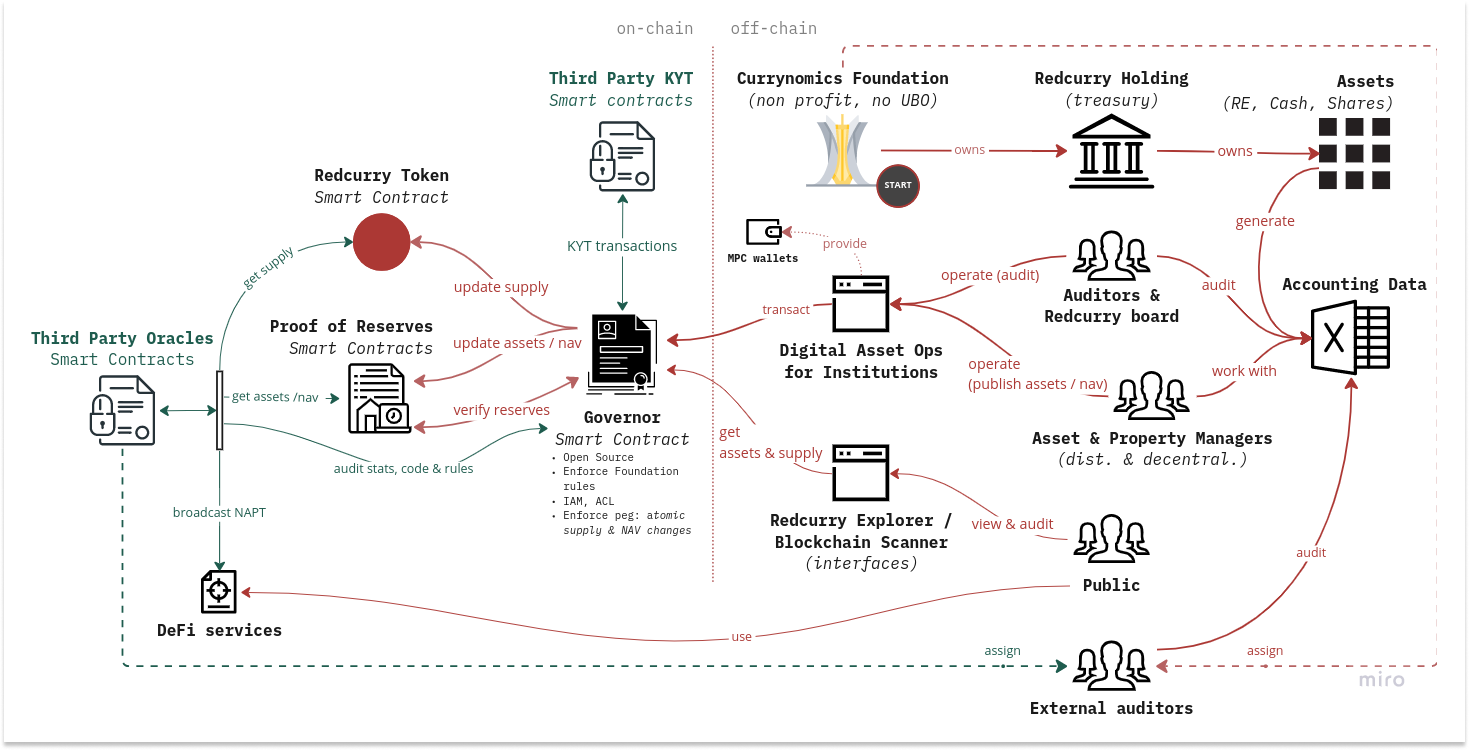 on-chain
off-chain
Third Party KYT
Smart contracts
Currynomics Foundation
(non profit, no UBO)
Redcurry Holding
(treasury)
Assets
(RE, Cash, Shares)
owns
owns
START
Redcurry Token
Smart Contract
KYT transactions
get supply
update supply
MPC wallets
provide
generate
operate (audit)
audit
Auditors &
Redcurry board
Accounting Data
transact
Third Party Oracles
Smart Contracts
Proof of Reserves
Smart Contracts
update assets / nav
Digital Asset Ops
for Institutions
operate
(publish assets / nav)
work with
get assets /nav
verify reserves
Governor
Smart Contract
• Open Source
• Enforce Foundation
rules
• IAM, ACL
• Enforce peg: atomic
supply & NAV changes
get
assets & supply
Asset & Property Managers
(dist. & decentral.)
audit stats, code & rules
broadcast NAPT
Redcurry Explorer /
Blockchain Scanner
(interfaces)
view & audit
Public
audit
DeFi services
use
assign
assign
External auditors
miro